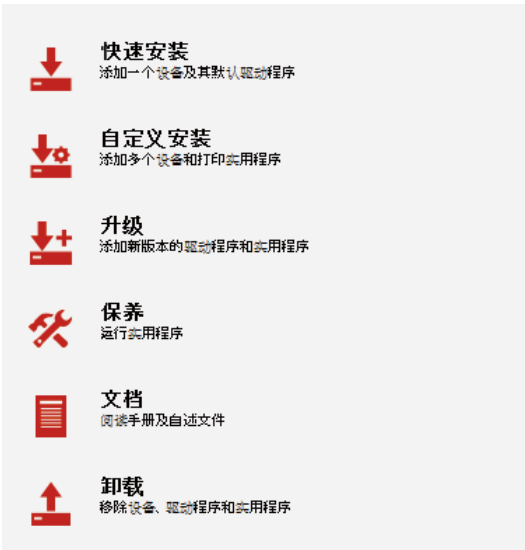 快速安装
添加一个设备及其默认驱动程序
自定义安装
添加多个设备和打印实用程序
升级
添加新版本的驱动程序和实用程序
保养
运行实用程序
文档
阅读手册及自述文件
卸载
移除设备、驱动程序和实用程序